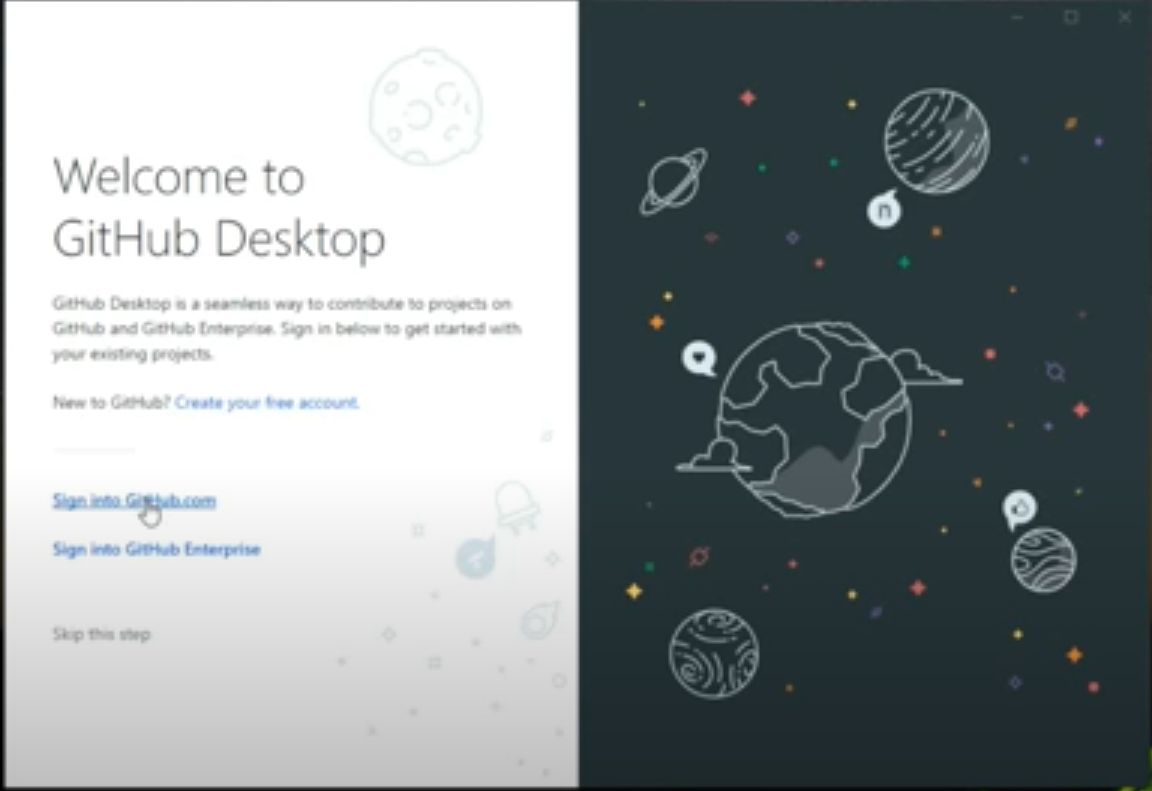 Welcome to
GitHub Desktop
GitHub Desktop is a seamless way to contribute to projects on
GitHub and GitHub Enterprise. Sign in below to get started with
your existing projects.
New to GitHub? Create your free account.
Sign into GitHub.com
Sign into GitHub Enterprise
Skip this step
n